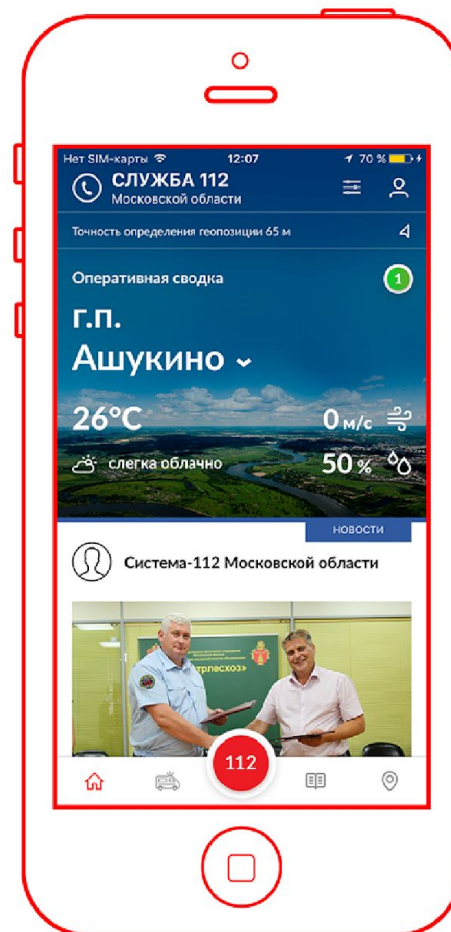 Нет SIM-карты 12:07 70 %
СЛУЖБА 112
Московской области
Точность определения геопозиции 65 м
Оперативная сводка 1
г.п.
Ашукино
26°C 0 м/с
слегка облачно 50 %
НОВОСТИ
Система-112 Московской области
трлесхоз»
112